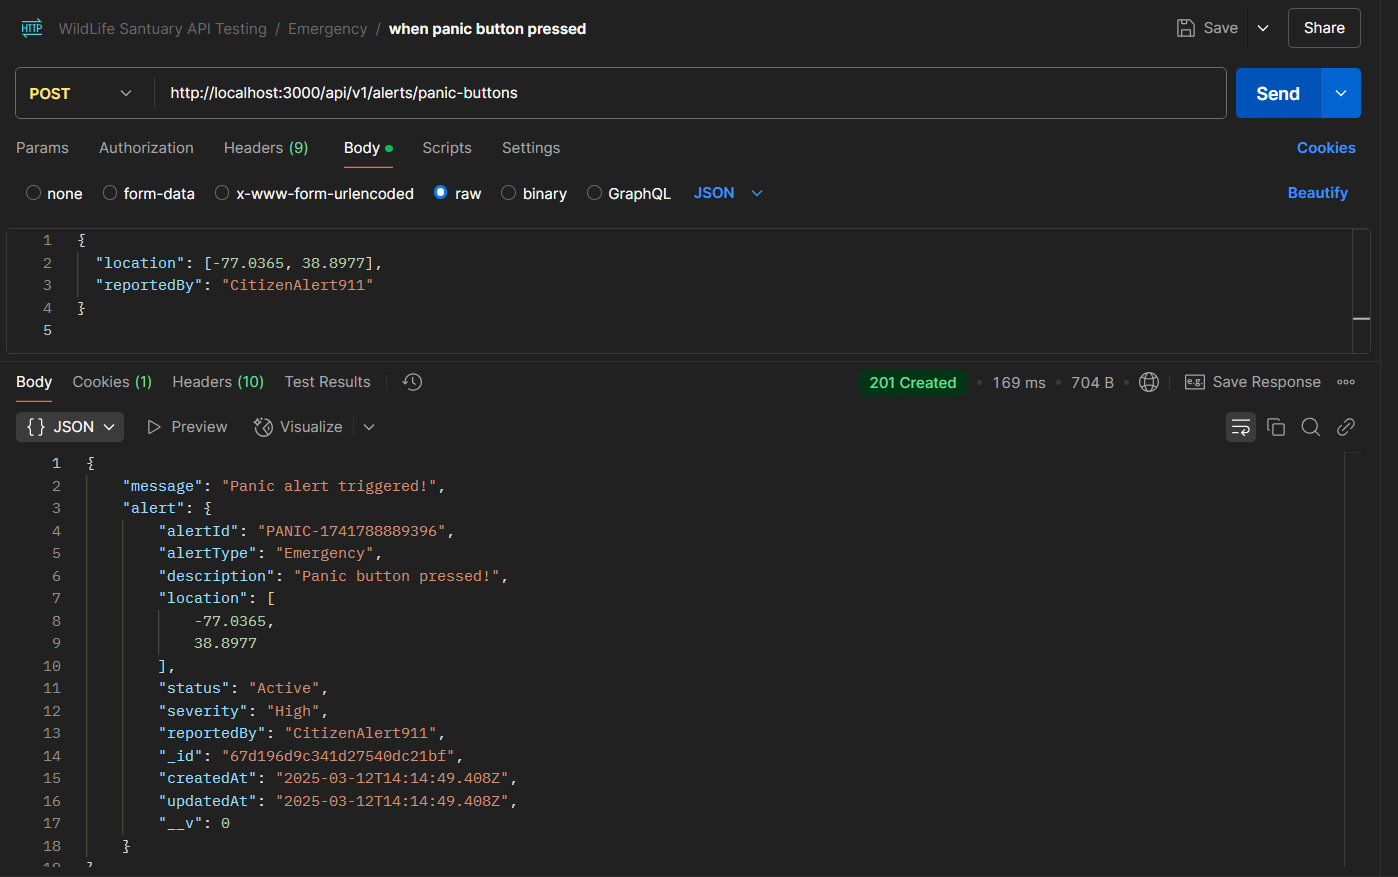 HTTP WildLife Santuary API Testing / Emergency / when panic button pressed Save Share
POST http://localhost:3000/api/v1/alerts/panic-buttons Send
Params Authorization Headers (9) Body Scripts Settings Cookies
none form-data x-www-form-urlencoded raw binary GraphQL JSON Beautify
1 {
2 "location": [-77.0365, 38.8977],
3 "reportedBy": "CitizenAlert911"
4 }
5
Body Cookies (1) Headers (10) Test Results 201 Created • 169 ms • 704 B • e.g. Save Response
{} JSON Preview Visualize
1 {
2 "message": "Panic alert triggered!",
3 "alert": {
4 "alertId": "PANIC-1741788889396",
5 "alertType": "Emergency",
6 "description": "Panic button pressed!",
7 "location": [
8 -77.0365,
9 38.8977
10 ],
11 "status": "Active",
12 "severity": "High",
13 "reportedBy": "CitizenAlert911",
14 "_id": "67d196d9c341d27540dc21bf",
15 "createdAt": "2025-03-12T14:14:49.408Z",
16 "updatedAt": "2025-03-12T14:14:49.408Z",
17 "__v": 0
18 }
19 }